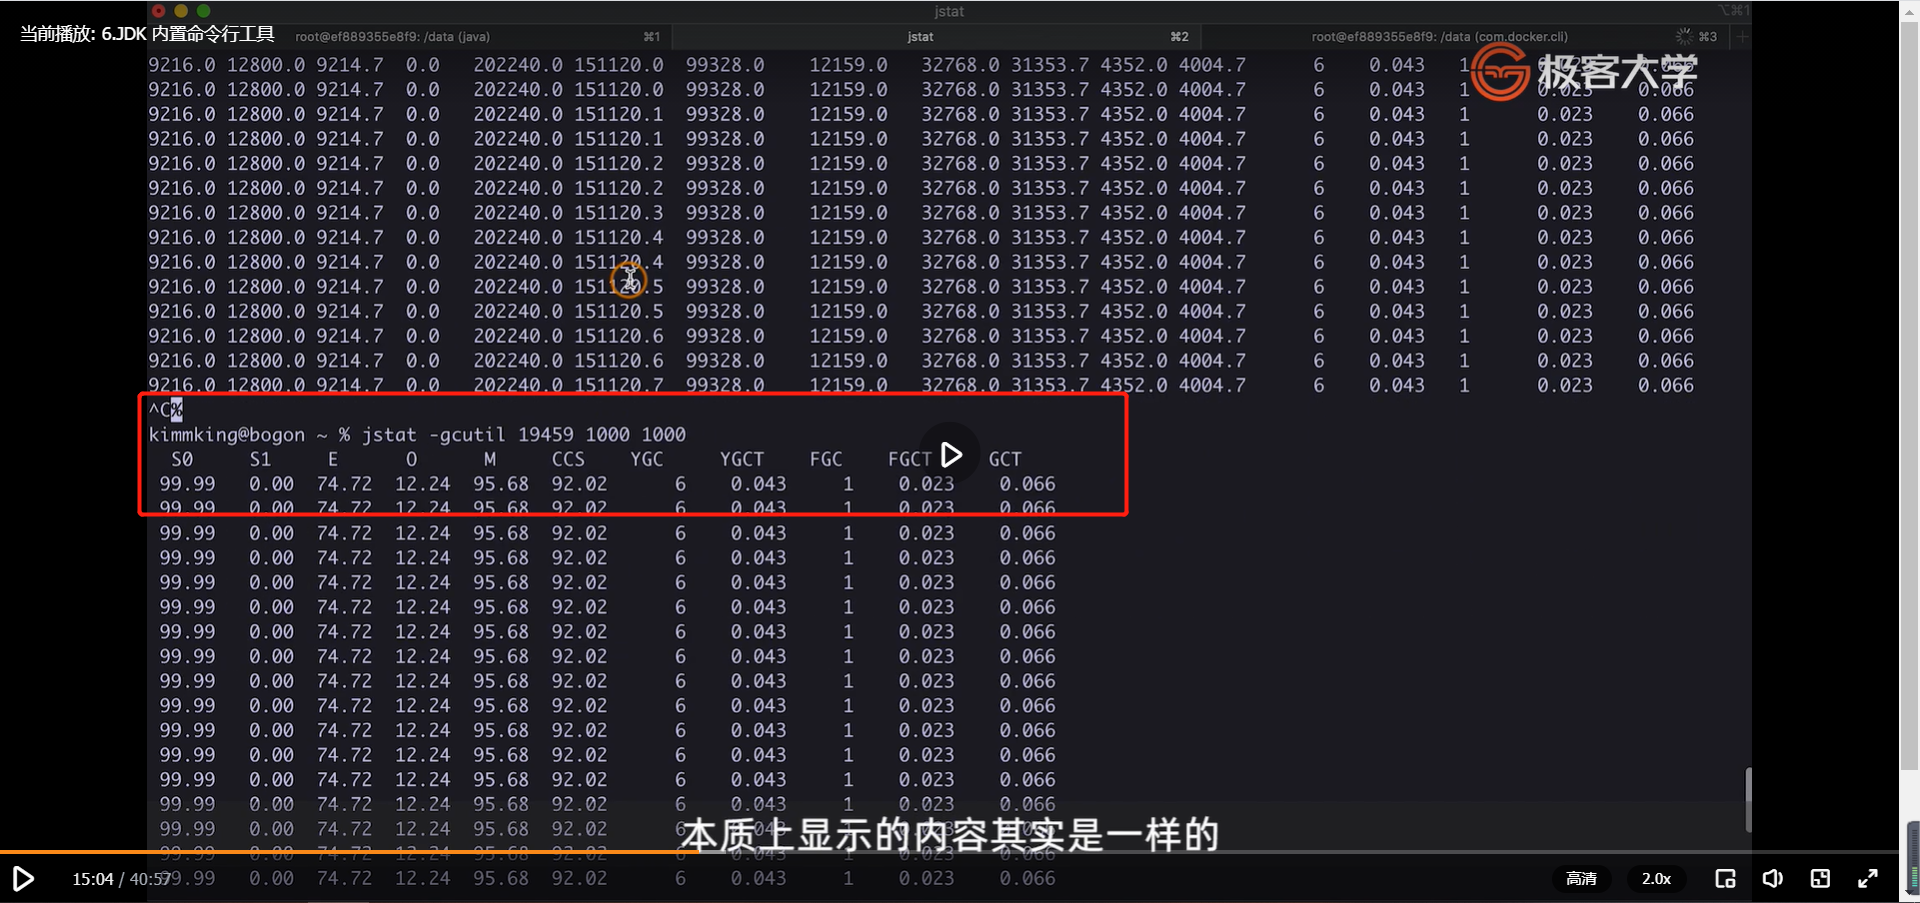 jstat
⌥⌘1
当前播放: 6.JDK 内置命令行工具
root@ef889355e8f9: /data (java) ⌘1 jstat ⌘2 root@ef889355e8f9: /data (com.docker.cli) ⌘3 +
极客大学
9216.0 12800.0 9214.7 0.0 202240.0 151120.0 99328.0 12159.0 32768.0 31353.7 4352.0 4004.7 6 0.043 1 0.066
9216.0 12800.0 9214.7 0.0 202240.0 151120.0 99328.0 12159.0 32768.0 31353.7 4352.0 4004.7 6 0.043 1 0.023 0.066
9216.0 12800.0 9214.7 0.0 202240.0 151120.1 99328.0 12159.0 32768.0 31353.7 4352.0 4004.7 6 0.043 1 0.023 0.066
9216.0 12800.0 9214.7 0.0 202240.0 151120.1 99328.0 12159.0 32768.0 31353.7 4352.0 4004.7 6 0.043 1 0.023 0.066
9216.0 12800.0 9214.7 0.0 202240.0 151120.2 99328.0 12159.0 32768.0 31353.7 4352.0 4004.7 6 0.043 1 0.023 0.066
9216.0 12800.0 9214.7 0.0 202240.0 151120.2 99328.0 12159.0 32768.0 31353.7 4352.0 4004.7 6 0.043 1 0.023 0.066
9216.0 12800.0 9214.7 0.0 202240.0 151120.3 99328.0 12159.0 32768.0 31353.7 4352.0 4004.7 6 0.043 1 0.023 0.066
9216.0 12800.0 9214.7 0.0 202240.0 151120.4 99328.0 12159.0 32768.0 31353.7 4352.0 4004.7 6 0.043 1 0.023 0.066
9216.0 12800.0 9214.7 0.0 202240.0 151120.4 99328.0 12159.0 32768.0 31353.7 4352.0 4004.7 6 0.043 1 0.023 0.066
9216.0 12800.0 9214.7 0.0 202240.0 151120.5 99328.0 12159.0 32768.0 31353.7 4352.0 4004.7 6 0.043 1 0.023 0.066
9216.0 12800.0 9214.7 0.0 202240.0 151120.5 99328.0 12159.0 32768.0 31353.7 4352.0 4004.7 6 0.043 1 0.023 0.066
9216.0 12800.0 9214.7 0.0 202240.0 151120.6 99328.0 12159.0 32768.0 31353.7 4352.0 4004.7 6 0.043 1 0.023 0.066
9216.0 12800.0 9214.7 0.0 202240.0 151120.6 99328.0 12159.0 32768.0 31353.7 4352.0 4004.7 6 0.043 1 0.023 0.066
9216.0 12800.0 9214.7 0.0 202240.0 151120.7 99328.0 12159.0 32768.0 31353.7 4352.0 4004.7 6 0.043 1 0.023 0.066
^C%
kimmking@bogon ~ % jstat -gcutil 19459 1000 1000
S0 S1 E O M CCS YGC YGCT FGC FGCT GCT
99.99 0.00 74.72 12.24 95.68 92.02 6 0.043 1 0.023 0.066
99.99 0.00 74.72 12.24 95.68 92.02 6 0.043 1 0.023 0.066
99.99 0.00 74.72 12.24 95.68 92.02 6 0.043 1 0.023 0.066
99.99 0.00 74.72 12.24 95.68 92.02 6 0.043 1 0.023 0.066
99.99 0.00 74.72 12.24 95.68 92.02 6 0.043 1 0.023 0.066
99.99 0.00 74.72 12.24 95.68 92.02 6 0.043 1 0.023 0.066
99.99 0.00 74.72 12.24 95.68 92.02 6 0.043 1 0.023 0.066
99.99 0.00 74.72 12.24 95.68 92.02 6 0.043 1 0.023 0.066
99.99 0.00 74.72 12.24 95.68 92.02 6 0.043 1 0.023 0.066
99.99 0.00 74.72 12.24 95.68 92.02 6 0.043 1 0.023 0.066
99.99 0.00 74.72 12.24 95.68 92.02 6 0.043 1 0.023 0.066
99.99 0.00 74.72 12.24 95.68 92.02 6 0.043 1 0.023 0.066
99.99 0.00 74.72 12.24 95.68 92.02 6 0.043 1 0.023 0.066
99.99 0.00 74.72 12.24 95.68 92.02 6 0.043 1 0.023 0.066
99.99 0.00 74.72 12.24 95.68 92.02
本质上显示的内容其实是一样的
99.99 0.00 74.72 12.24 95.68 92.02 6 0.043 1 0.023 0.066
9.99 0.00 74.72 12.24 95.68 92.02 6 0.043 1 0.023 0.066
15:04 / 40:57
高清 2.0x